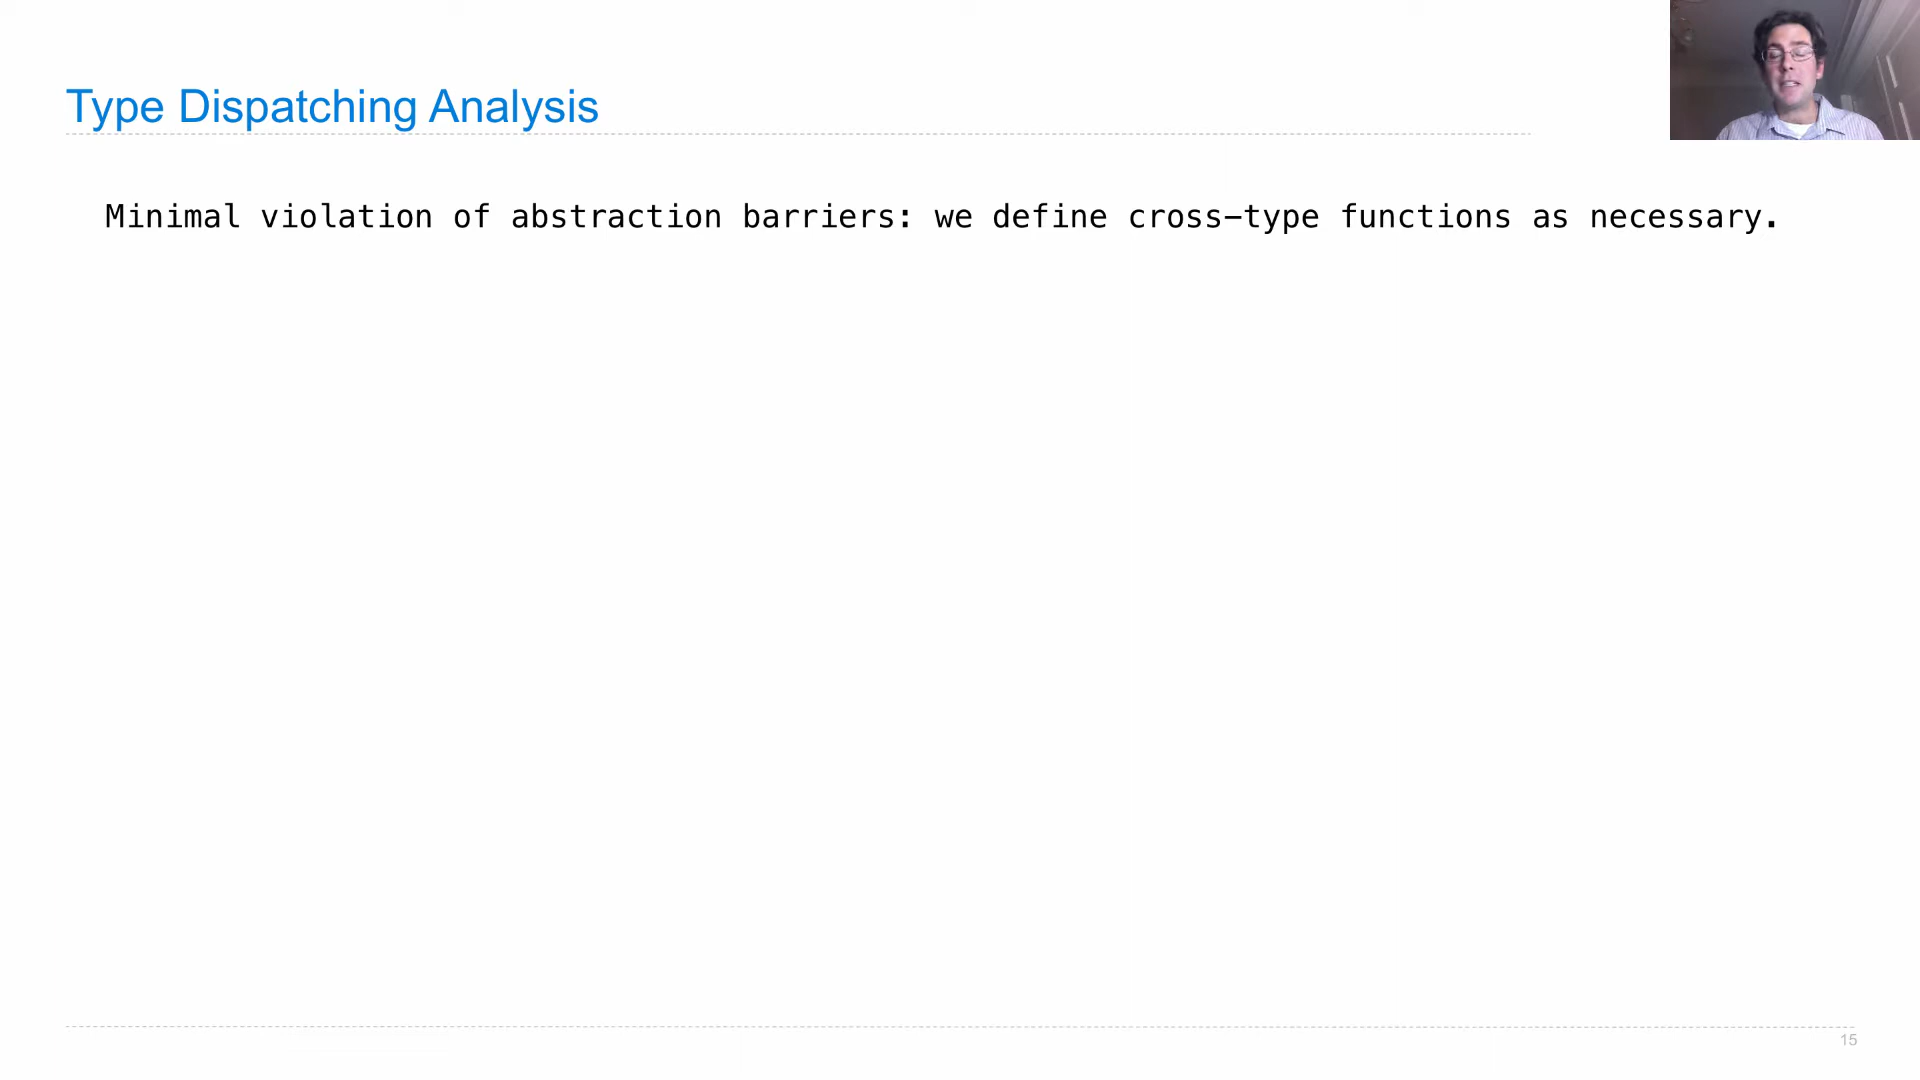 Type Dispatching Analysis
Minimal violation of abstraction barriers: we define cross-type functions as necessary.
15